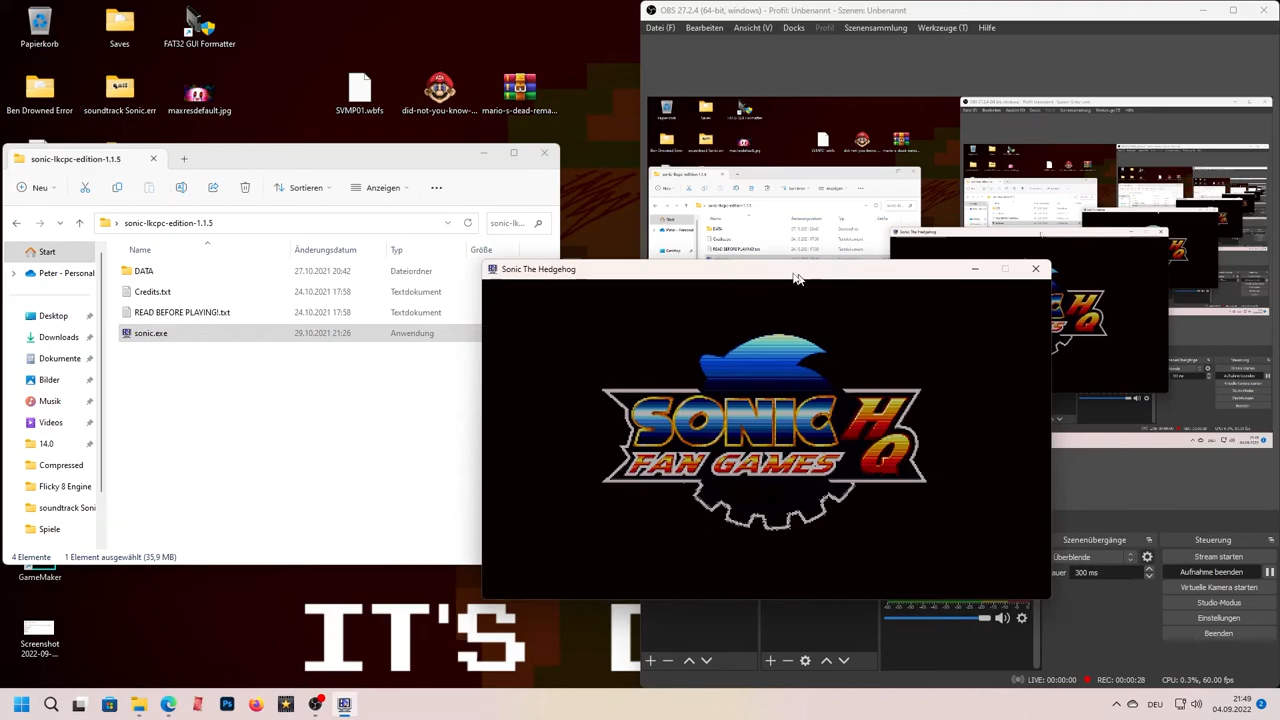 Papierkorb
Saves
FAT32 GUI Formatter
Ben Drowned Error
soundtrack Sonic.err
maxresdefault.jpg
SVMP01.wbfs
did-not-you-know-...
mario-s-dead-rema...
sonic-lkcpc-edition-1.1.5
Neu
Sortieren
Anzeigen
sonic-lkcpc-edition-1.1.5
sonic-lk...
Name
Änderungsdatum
Typ
Größe
Start
Peter - Personal
Desktop
Downloads
Dokumente
Bilder
Musik
Videos
14.0
Compressed
Flicky 8 Engine
soundtrack Soni
Spiele
DATA
27.10.2021 20:42
Dateiordner
Credits.txt
24.10.2021 17:58
Textdokument
READ BEFORE PLAYING!.txt
24.10.2021 17:58
Textdokument
sonic.exe
29.10.2021 21:26
Anwendung
4 Elemente
1 Element ausgewählt (35,9 MB)
GameMaker
Screenshot
2022-09-...
IT'S
OBS 27.2.4 (64-bit, windows) - Profil: Unbenannt - Szenen: Unbenannt
Datei (F)
Bearbeiten
Ansicht (V)
Docks
Profil
Szenensammlung
Werkzeuge (T)
Hilfe
Sonic The Hedgehog
SONIC HQ
FAN GAMES
Szenenübergänge
Steuerung
Überblende
auer
300 ms
Stream starten
Aufnahme beenden
Virtuelle Kamera starten
Studio-Modus
Einstellungen
Beenden
LIVE: 00:00:00
REC: 00:00:28
CPU: 0.3%, 60.00 fps
DEU
21:49
04.09.2022
2